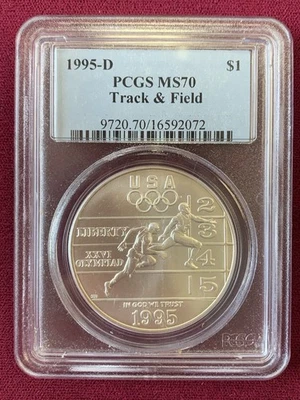 1995-D $1
PCGS MS70
Track & Field
9720.70/16592072
USA
2
LIBERTY 3
XXVI 4
OLYMPIAD 5
IN GOD WE TRUST
1995
PCGS